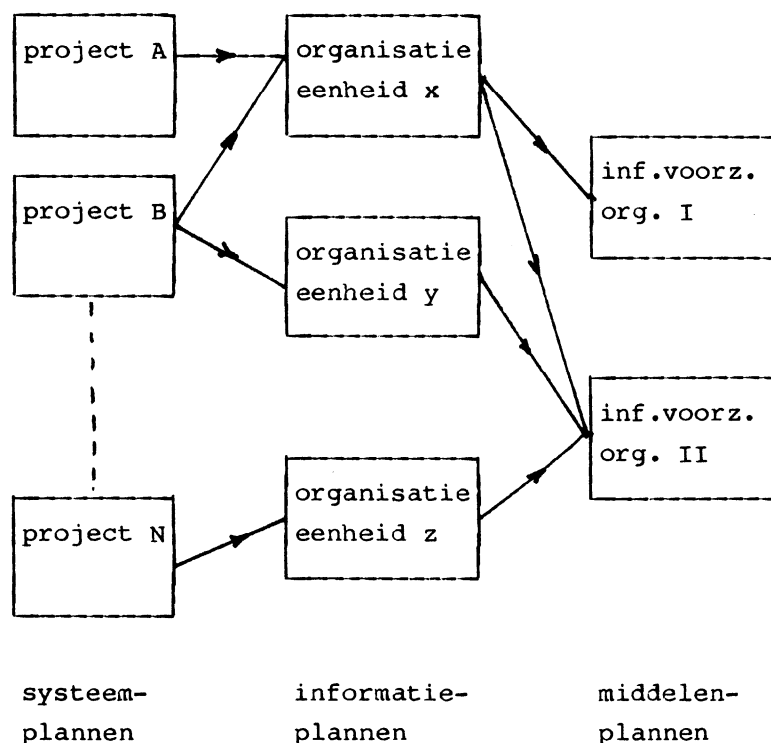 project A
organisatie
eenheid x
inf.voorz.
org. I
project B
organisatie
eenheid y
inf.voorz.
org. II
organisatie
eenheid z
project N
systeem-
plannen
informatie-
plannen
middelen-
plannen